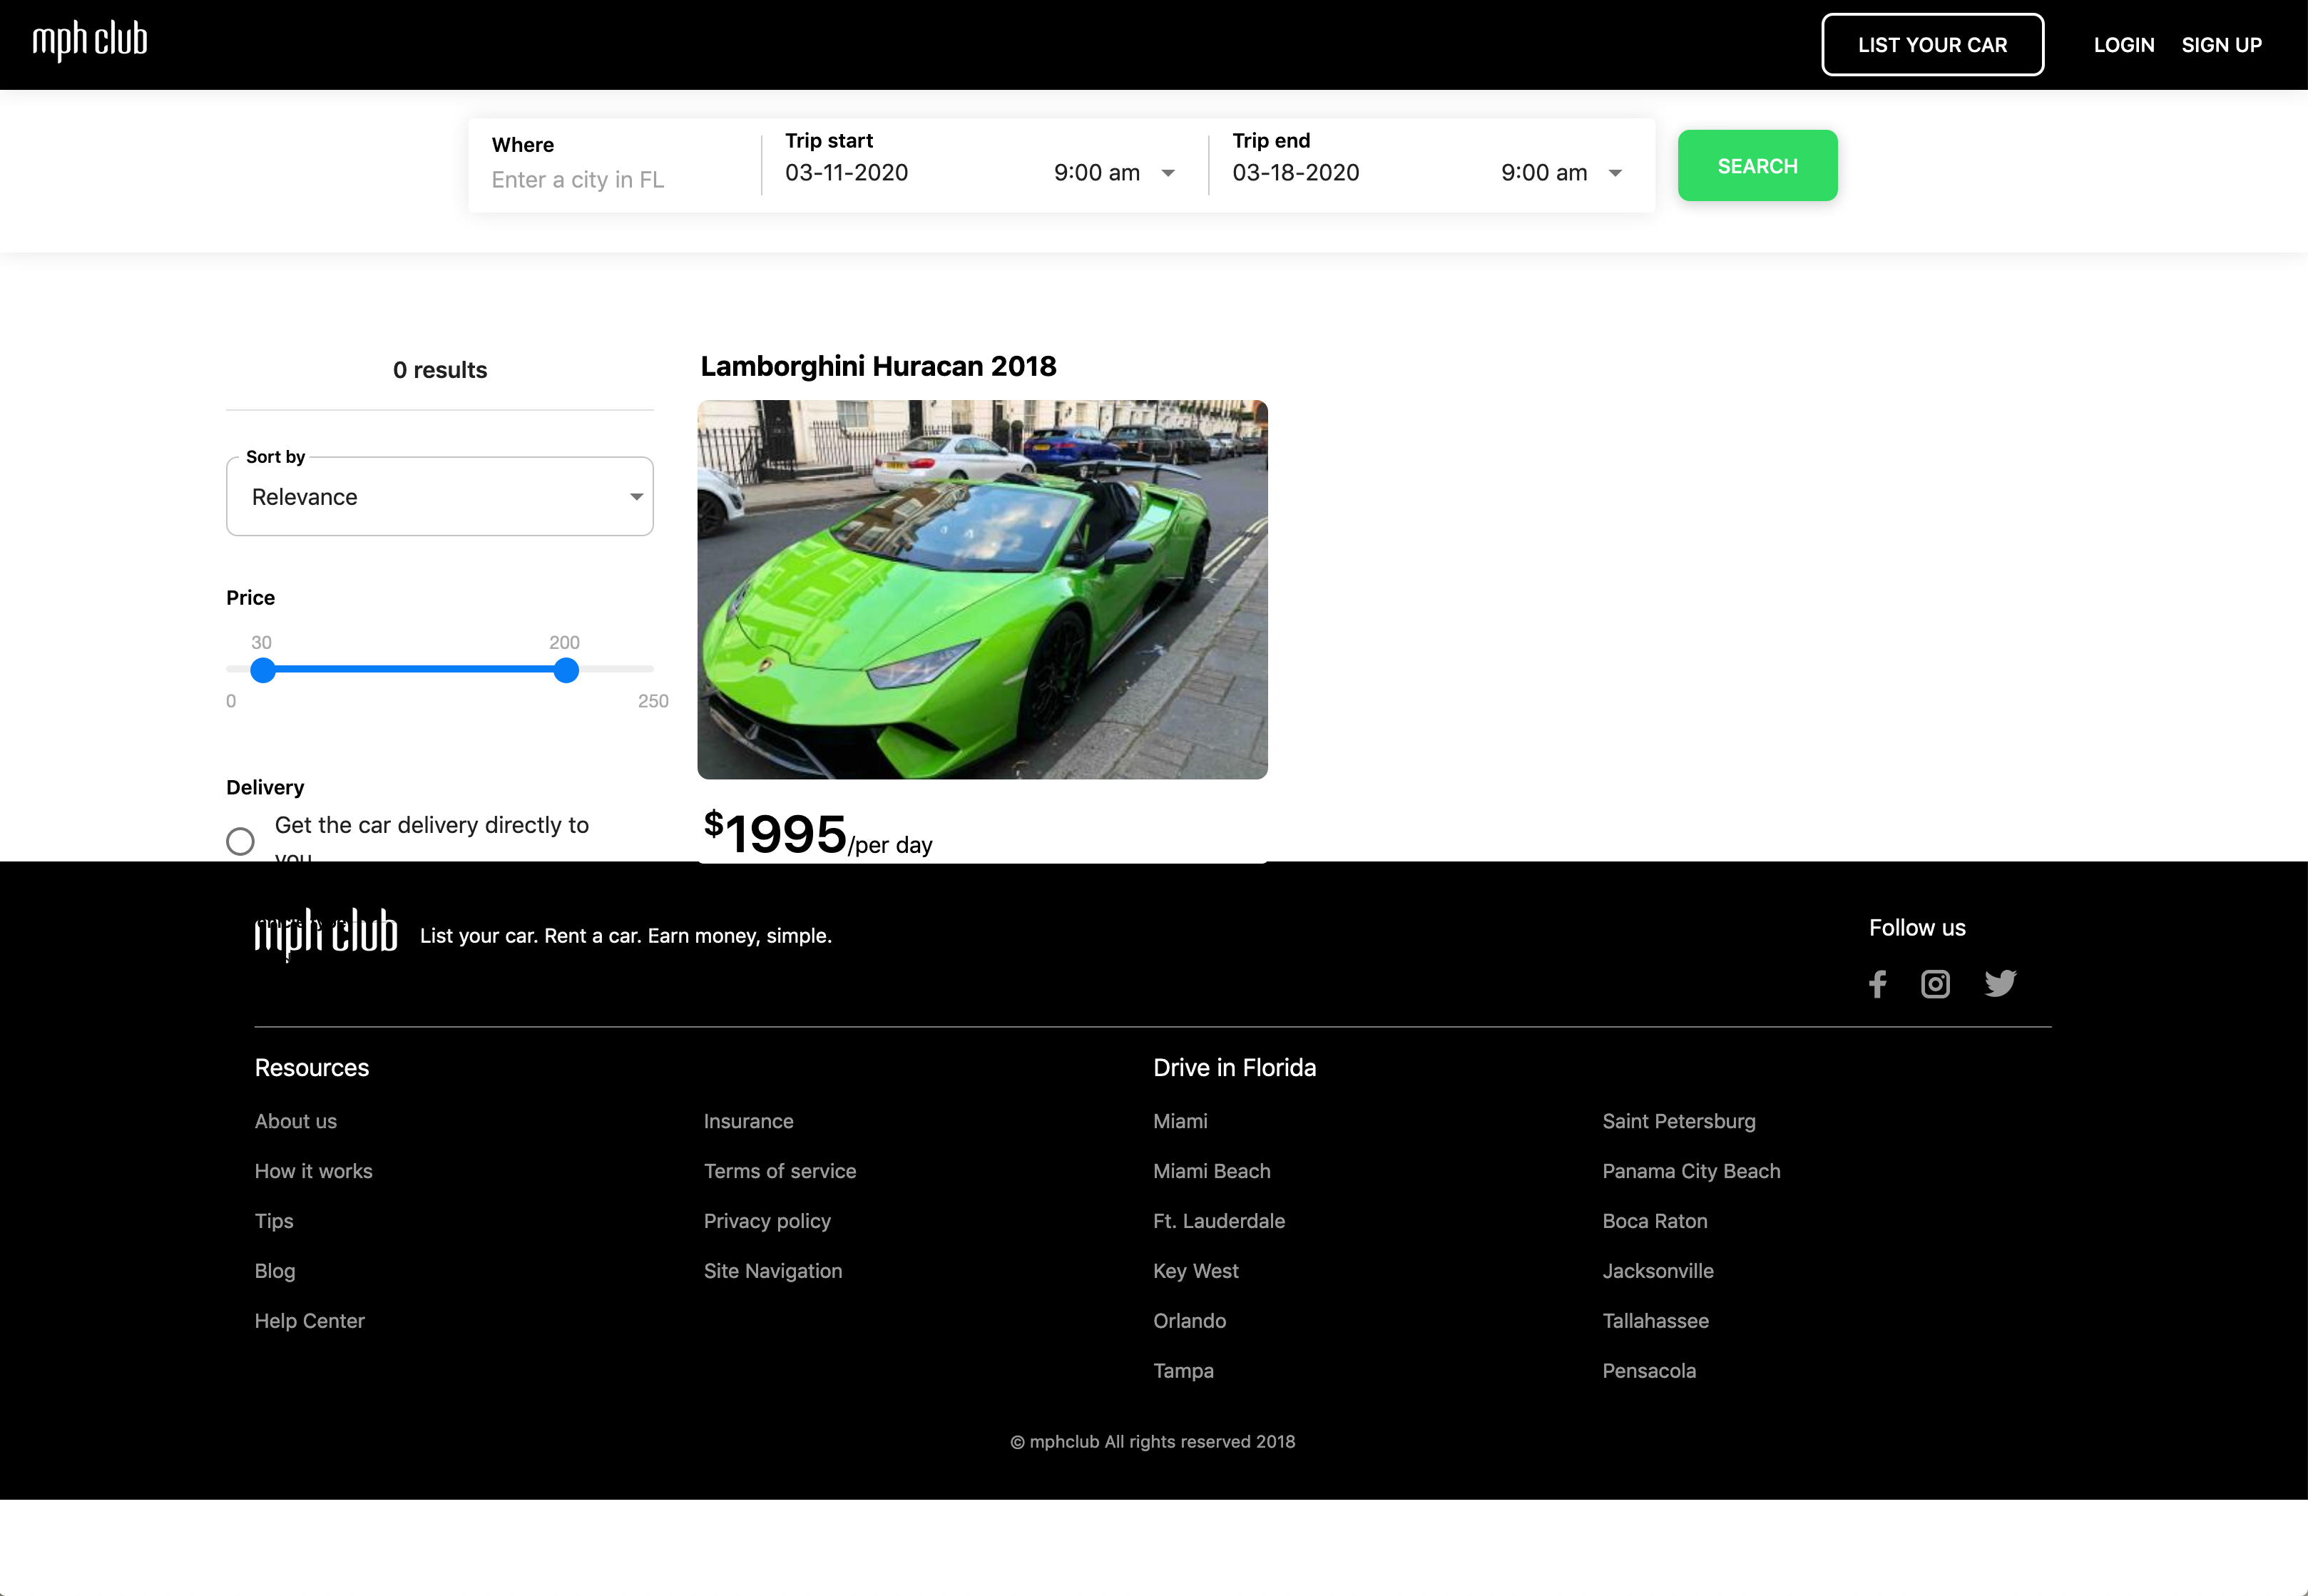 mph club
LIST YOUR CAR
LOGIN
SIGN UP
Where
Enter a city in FL
Trip start
03-11-2020
9:00 am
Trip end
03-18-2020
9:00 am
SEARCH
0 results
Sort by
Relevance
Price
30
200
0
250
Delivery
Get the car delivery directly to
you
Lamborghini Huracan 2018
$1995/per day
mph club
List your car. Rent a car. Earn money, simple.
Follow us
Resources
About us
How it works
Tips
Blog
Help Center
Insurance
Terms of service
Privacy policy
Site Navigation
Drive in Florida
Miami
Miami Beach
Ft. Lauderdale
Key West
Orlando
Tampa
Saint Petersburg
Panama City Beach
Boca Raton
Jacksonville
Tallahassee
Pensacola
© mphclub All rights reserved 2018